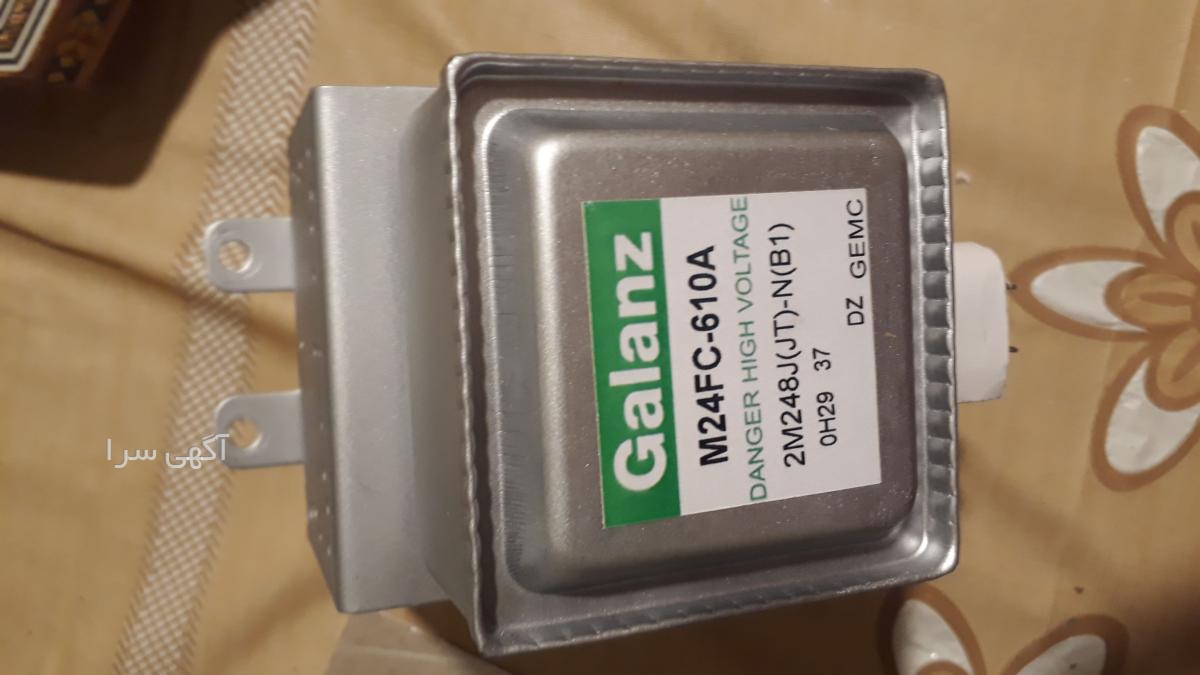 Galanz
M24FC-610A
DANGER HIGH VOLTAGE
2M248J(JT)-N(B1)
0H29 37
DZ GEMC
آگهی سرا